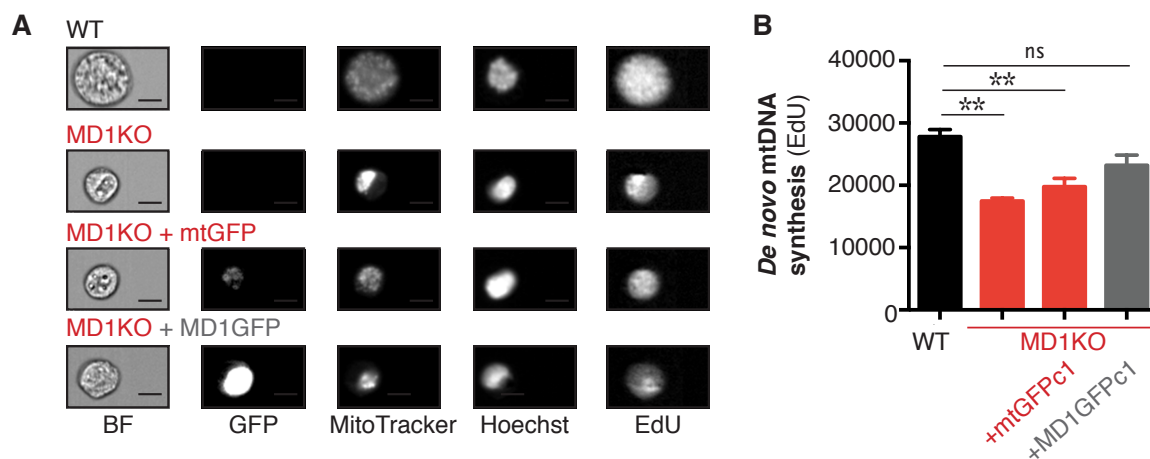 A
WT
MD1KO
MD1KO + mtGFP
MD1KO + MD1GFP
BF GFP MitoTracker Hoechst EdU
B
De novo mtDNA
synthesis (EdU)
40000
30000
20000
10000
0
ns
**
**
WT MD1KO
+mtGFPc1
+MD1GFPc1